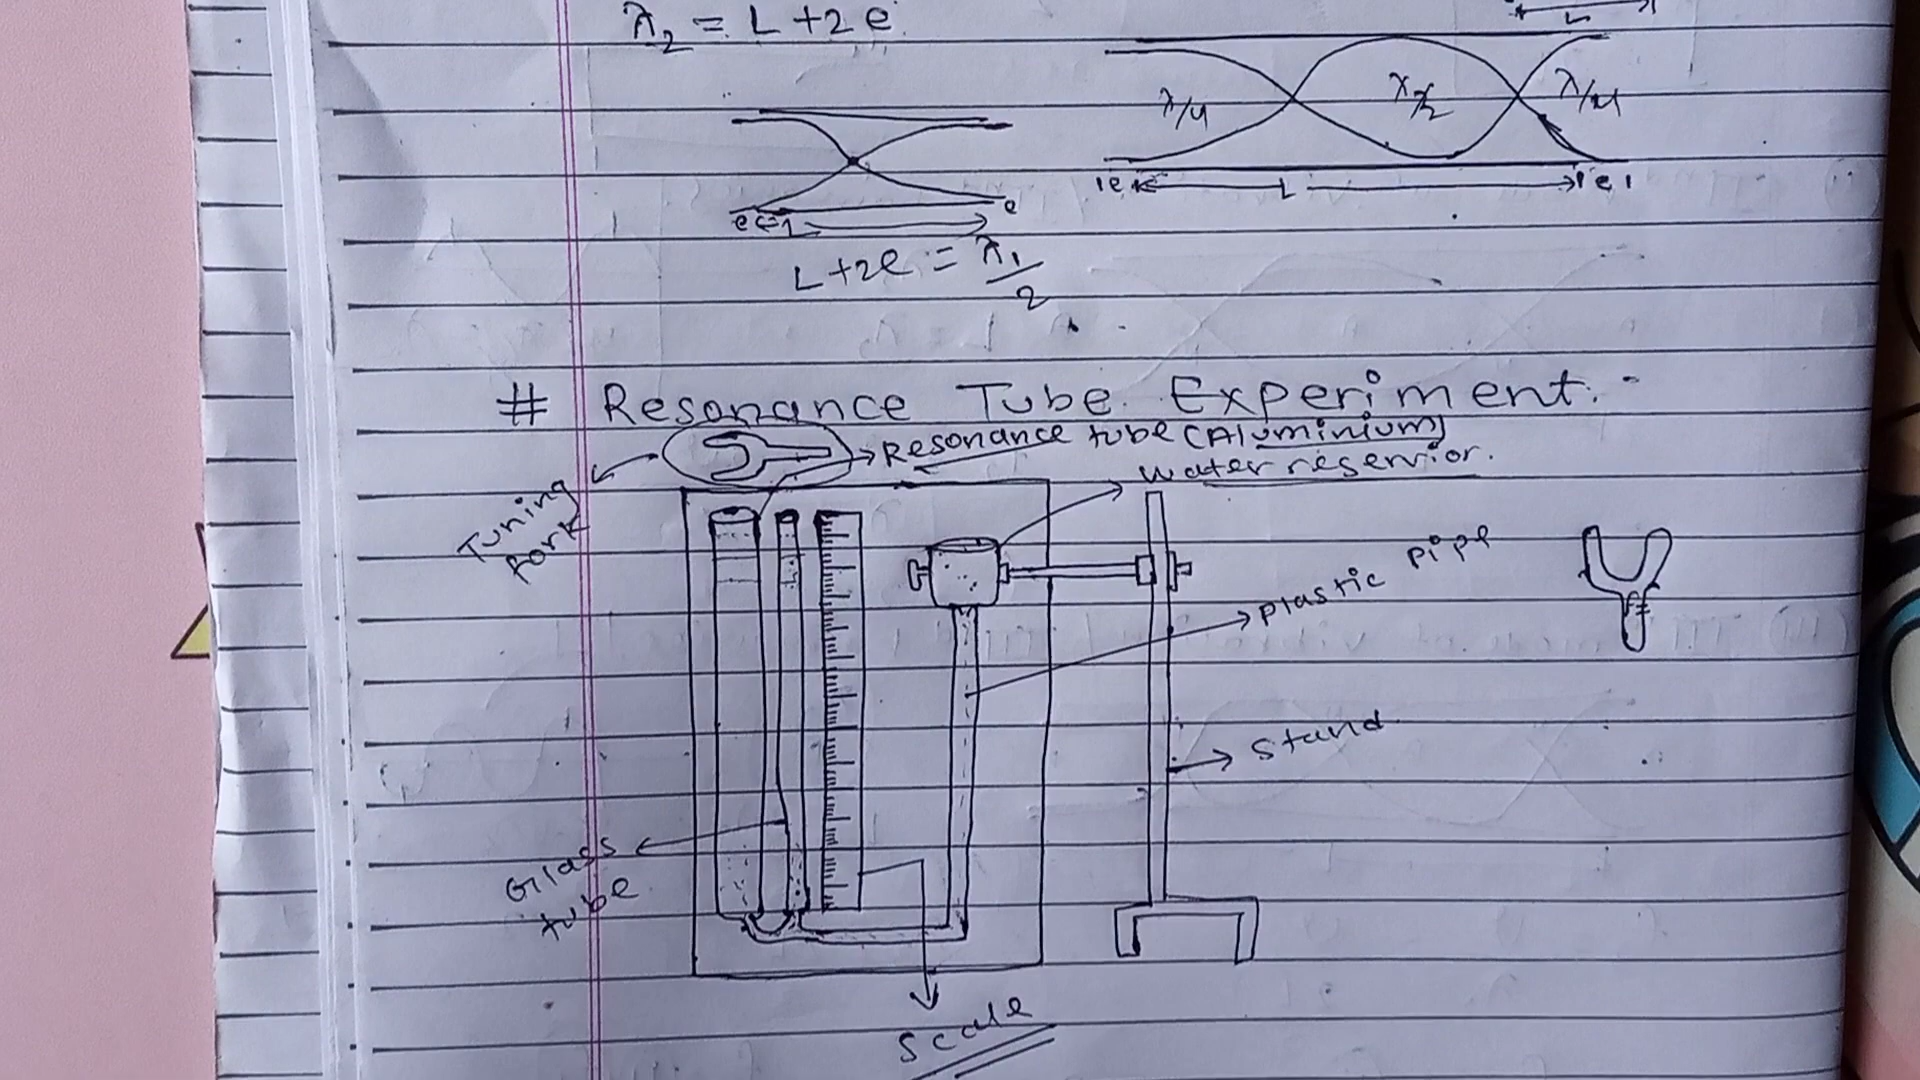 λ₂ = L + 2 e
L
λ/4
λ/2
λ/4
e L e
e L e
L + 2e = λ₁/2
# Resonance Tube Experiment :-
Resonance tube (Aluminium)
water reservior.
Tuning
fork
plastic pipe
stand
Glass
tube
scale